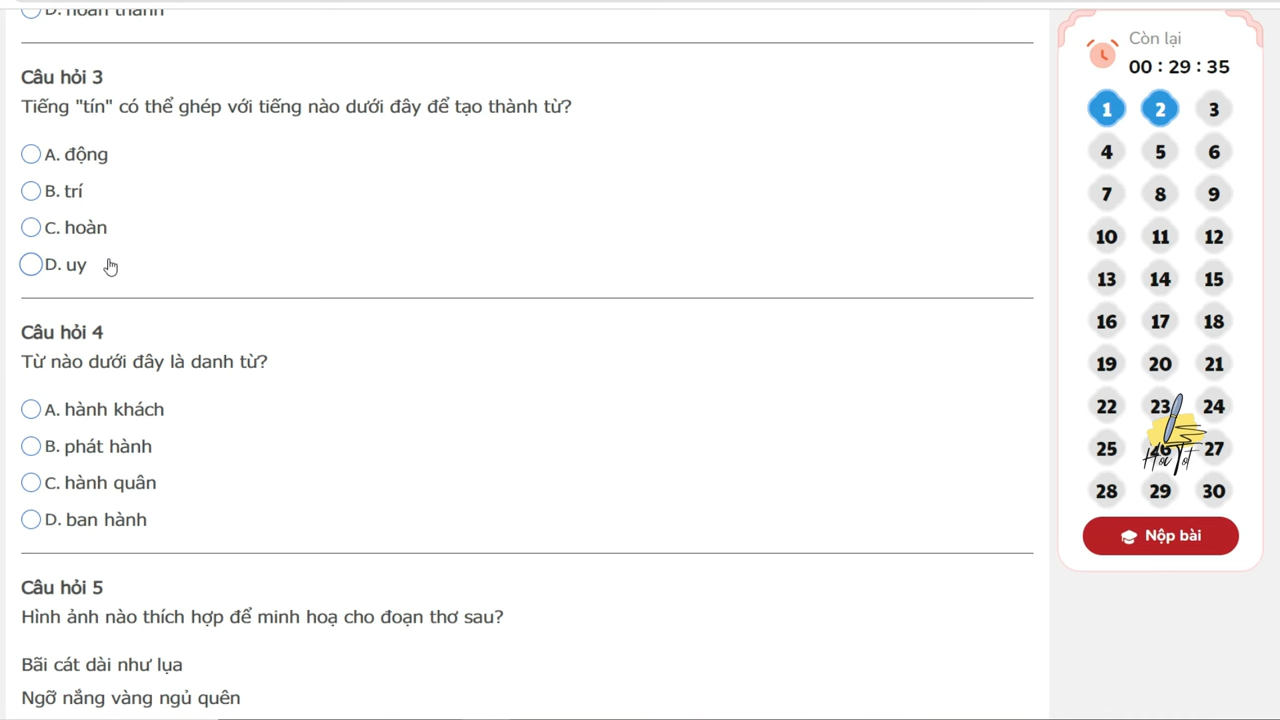 D. hoàn thành
Câu hỏi 3
Tiếng "tín" có thể ghép với tiếng nào dưới đây để tạo thành từ?
A. động
B. trí
C. hoàn
D. uy
Câu hỏi 4
Từ nào dưới đây là danh từ?
A. hành khách
B. phát hành
C. hành quân
D. ban hành
Câu hỏi 5
Hình ảnh nào thích hợp để minh hoạ cho đoạn thơ sau?
Bãi cát dài như lụa
Ngỡ nắng vàng ngủ quên
Còn lại
00 : 29 : 35
1 2 3
4 5 6
7 8 9
10 11 12
13 14 15
16 17 18
19 20 21
22 23 24
25 26 27
Học Tốt
28 29 30
Nộp bài